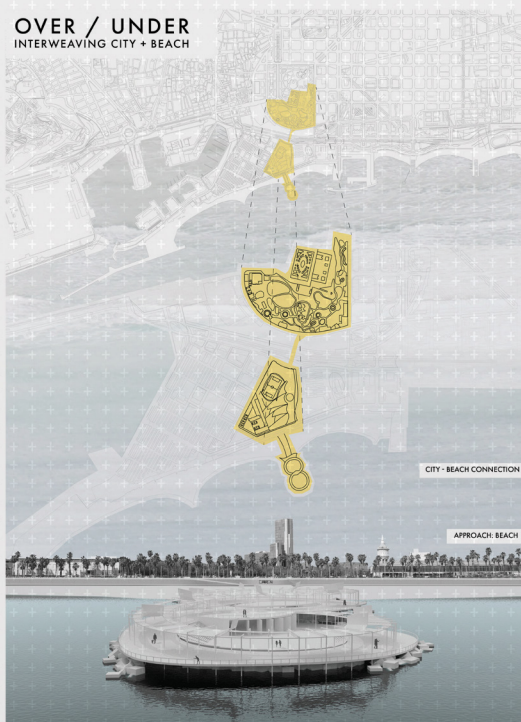 OVER / UNDER
INTERWEAVING CITY + BEACH
CITY - BEACH CONNECTION
APPROACH: BEACH